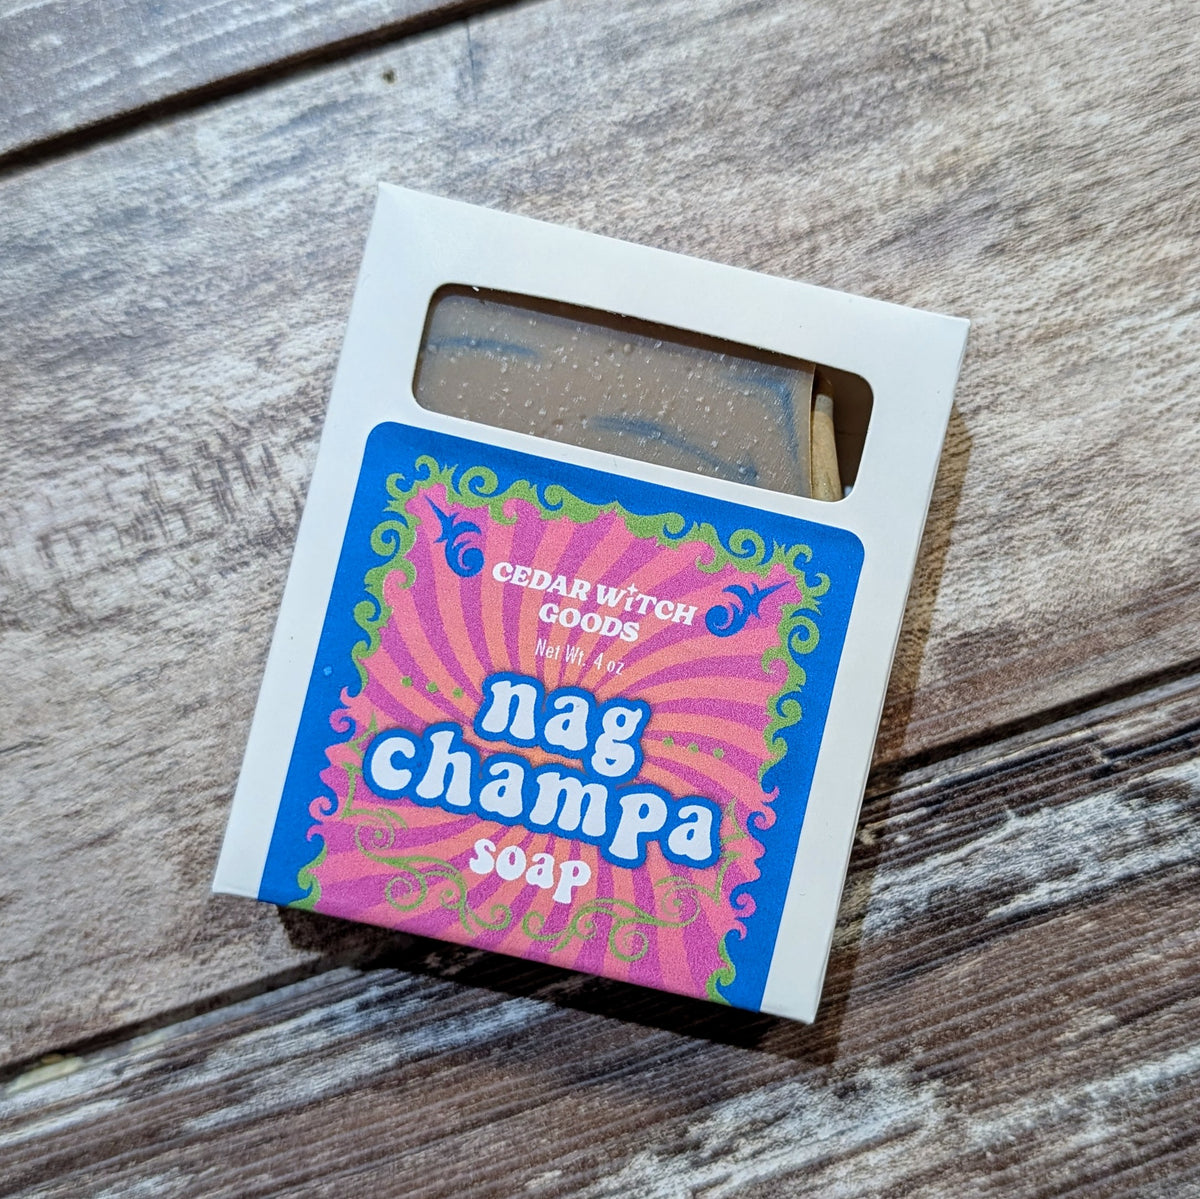 CEDAR WITCH
GOODS
Net Wt. 4 oz
nag
champa
soap